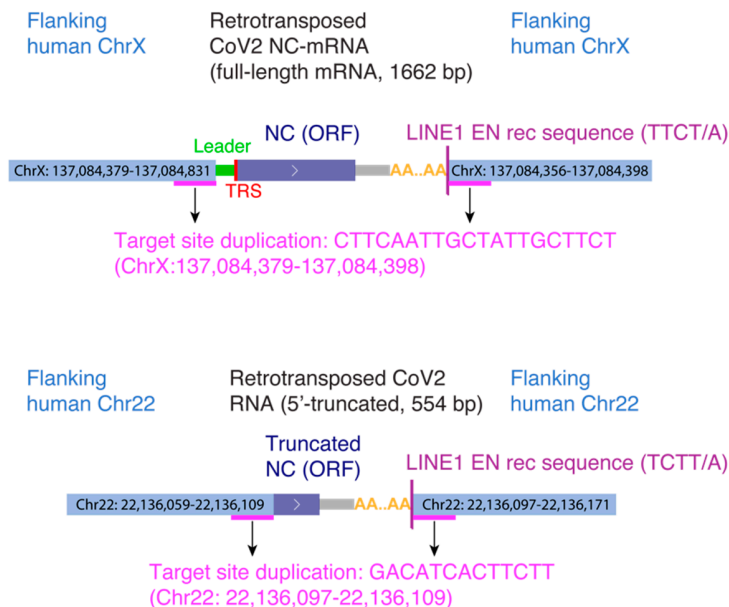 Flanking
human ChrX
Retrotransposed
CoV2 NC-mRNA
(full-length mRNA, 1662 bp)
Flanking
human ChrX
Leader
NC (ORF)
LINE1 EN rec sequence (TTCT/A)
ChrX: 137,084,379-137,084,831
AA..AA
ChrX: 137,084,356-137,084,398
TRS
Target site duplication: CTTCAATTGCTATTGCTTCT
(ChrX:137,084,379-137,084,398)
Flanking
human Chr22
Retrotransposed CoV2
RNA (5'-truncated, 554 bp)
Flanking
human Chr22
Truncated
NC (ORF)
LINE1 EN rec sequence (TCTT/A)
Chr22: 22,136,059-22,136,109
AA..AA
Chr22: 22,136,097-22,136,171
Target site duplication: GACATCACTTCTT
(Chr22: 22,136,097-22,136,109)